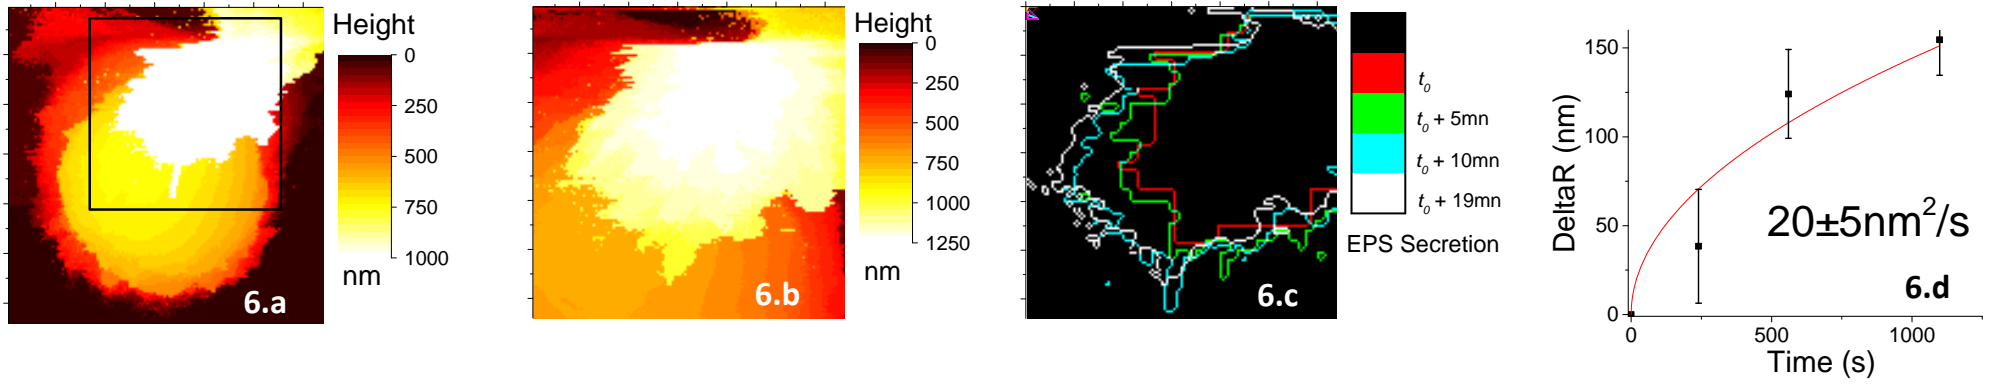 Height
0
250
500
750
1000
nm
6.a
Height
0
250
500
750
1000
1250
nm
6.b
6.c
t0
t0 + 5mn
t0 + 10mn
t0 + 19mn
EPS Secretion
DeltaR (nm)
150
100
50
0
0 500 1000
Time (s)
20±5nm²/s
6.d